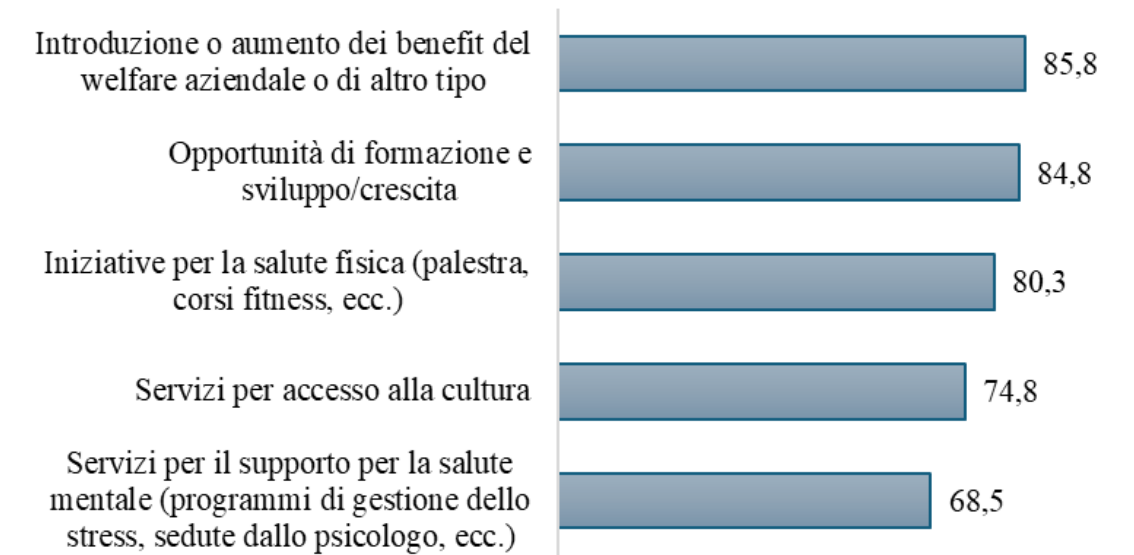 Introduzione o aumento dei benefit del
welfare aziendale o di altro tipo
85,8
Opportunità di formazione e
sviluppo/crescita
84,8
Iniziative per la salute fisica (palestra,
corsi fitness, ecc.)
80,3
Servizi per accesso alla cultura
74,8
Servizi per il supporto per la salute
mentale (programmi di gestione dello
stress, sedute dallo psicologo, ecc.)
68,5